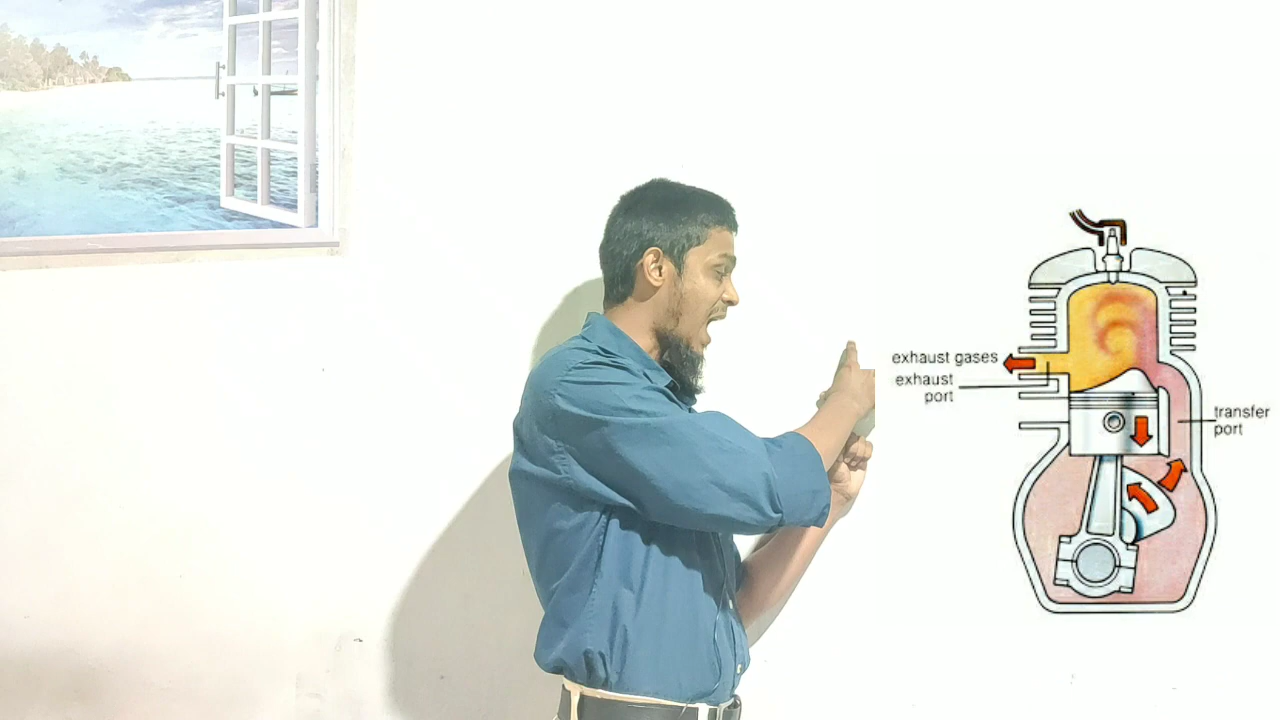 exhaust gases
exhaust
port
transfer
port